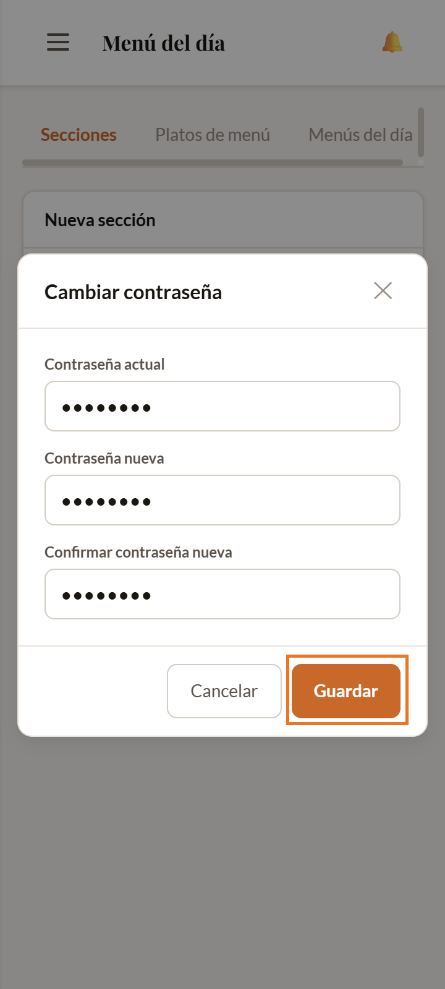 Menú del día
Secciones Platos de menú Menús del día
Nueva sección
Cambiar contraseña
Contraseña actual
••••••••
Contraseña nueva
••••••••
Confirmar contraseña nueva
••••••••
Cancelar Guardar